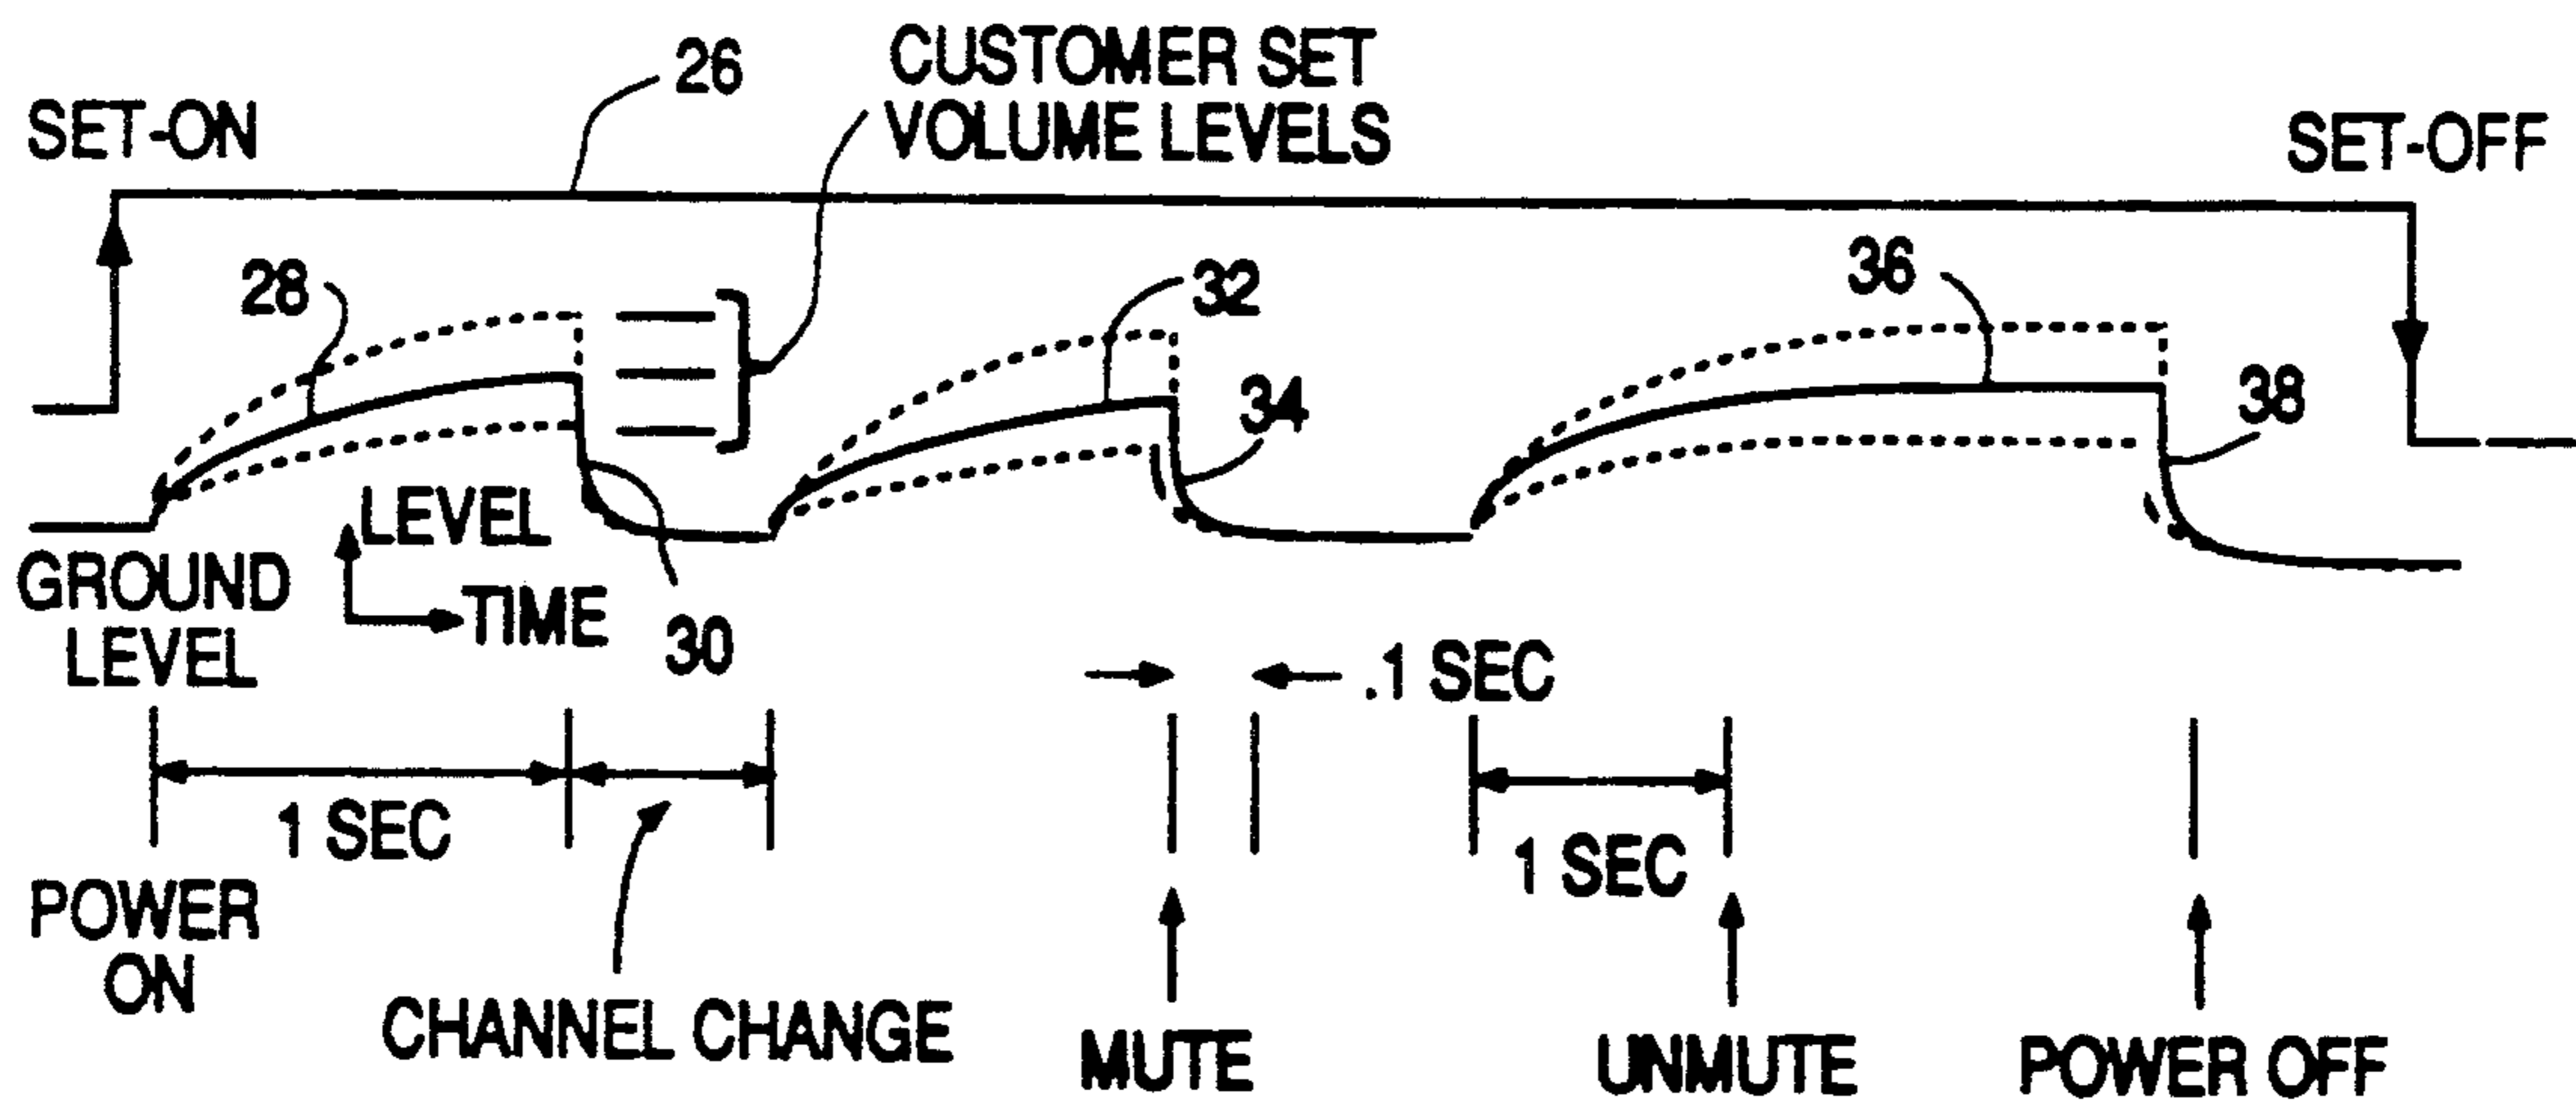 26
CUSTOMER SET
VOLUME LEVELS
SET-ON
SET-OFF
28
32
36
34
38
LEVEL
TIME
GROUND
LEVEL
30
.1 SEC
1 SEC
1 SEC
POWER
ON
CHANNEL CHANGE
MUTE
UNMUTE
POWER OFF